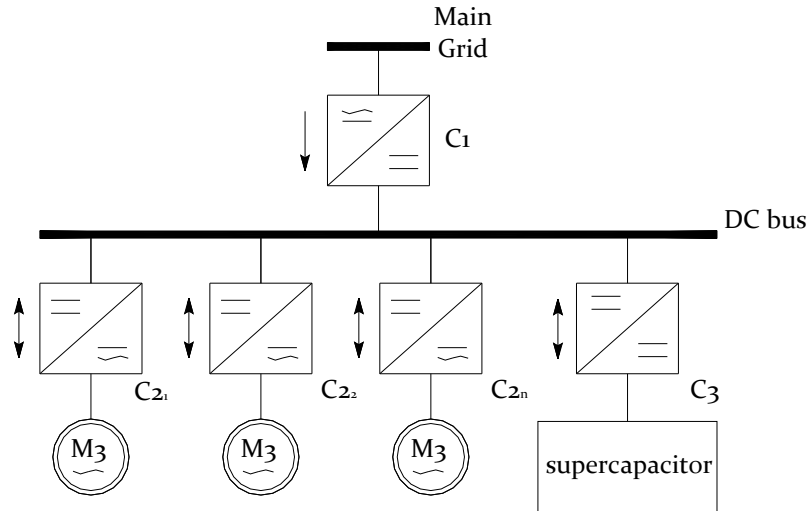 Main
Grid
C1
DC bus
C2₁
C2₂
C2ₙ
C3
M3
M3
M3
supercapacitor